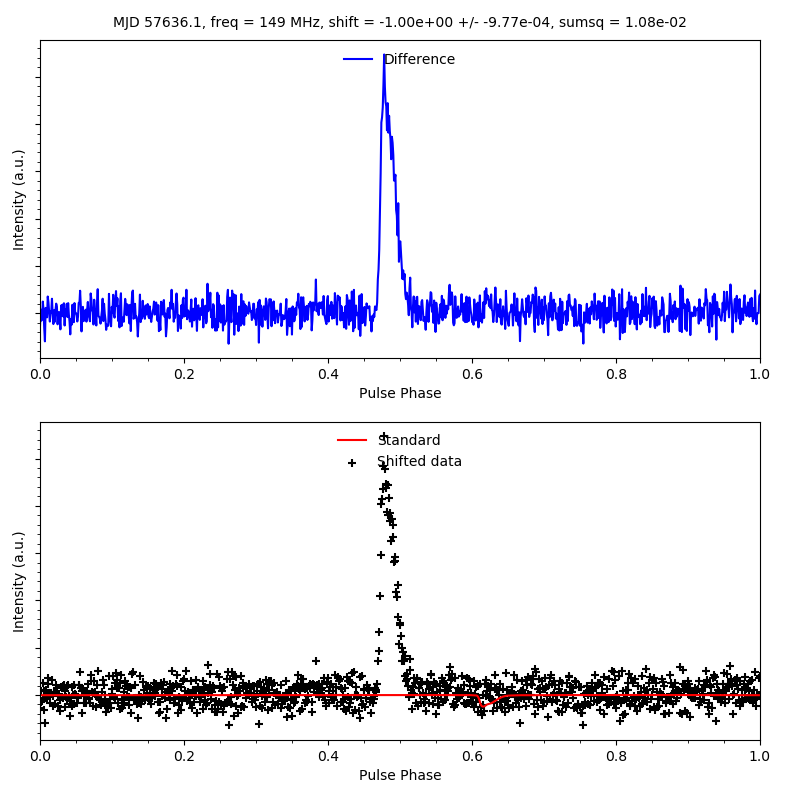 MJD 57636.1, freq = 149 MHz, shift = -1.00e+00 +/- -9.77e-04, sumsq = 1.08e-02
Difference
Intensity (a.u.)
0.0 0.2 0.4 0.6 0.8 1.0
Pulse Phase
Standard
Shifted data
Intensity (a.u.)
0.0 0.2 0.4 0.6 0.8 1.0
Pulse Phase